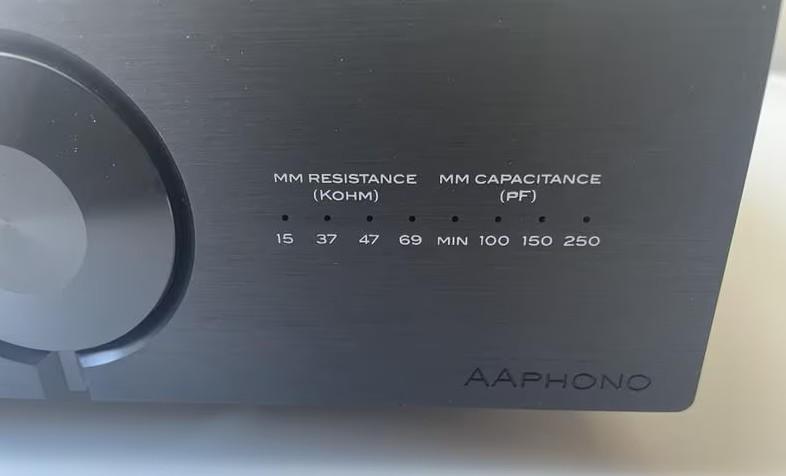 MM RESISTANCE MM CAPACITANCE
(KOHM) (PF)
15 37 47 69 MIN 100 150 250
AAPHONO